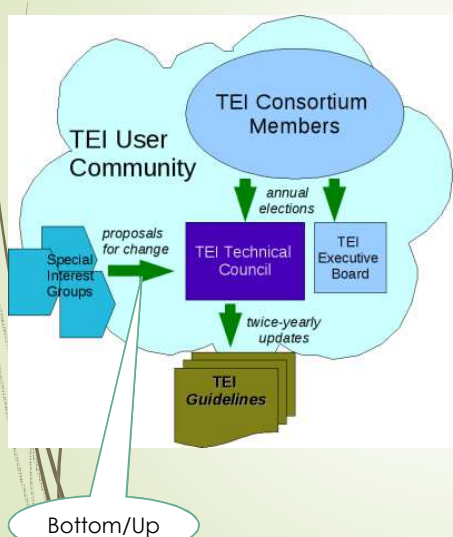 TEI Consortium
Members
TEI User
Community
annual
elections
proposals
for change
Special
Interest
Groups
TEI Technical
Council
TEI
Executive
Board
twice-yearly
updates
TEI
Guidelines
Bottom/Up